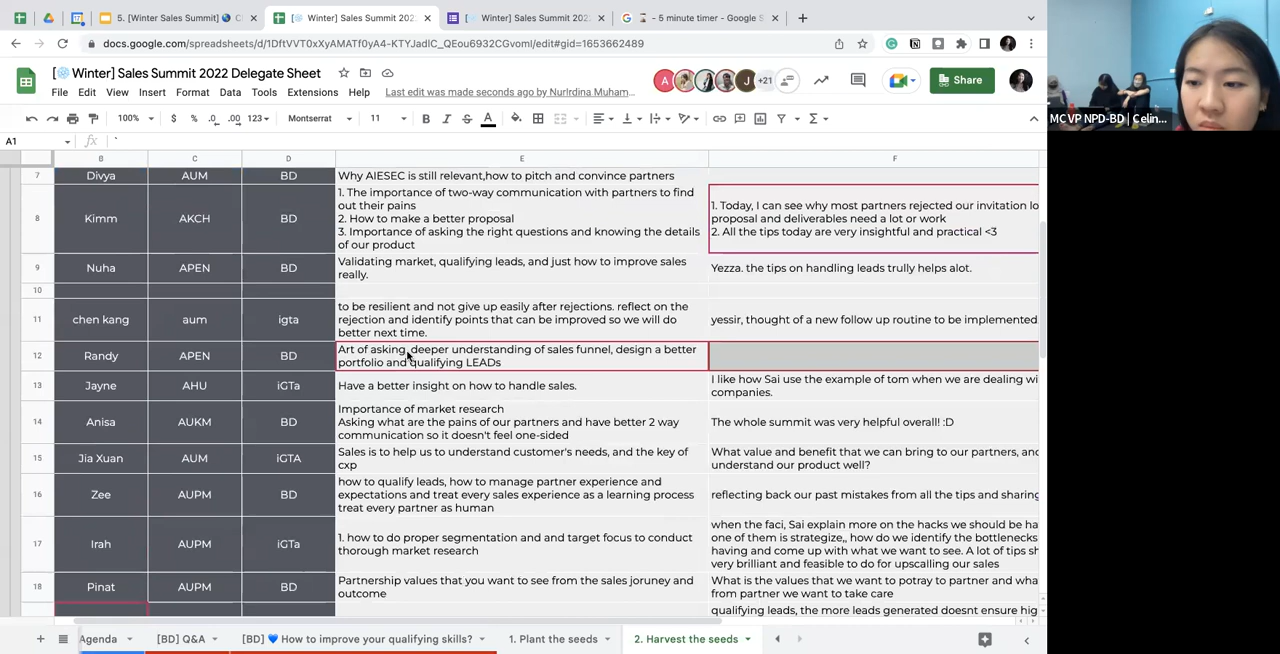 5. [Winter] Sales Summit] 
[Winter] Sales Summit 202
Winter] Sales Summit 2022
- 5 minute timer - Google S
docs.google.com/spreadsheets/d/1DftVVT0xXyAMATf0yA4-KTYJadlC_QEou6932CGvomI/edit#gid=1653662489
[Winter] Sales Summit 2022 Delegate Sheet
File Edit View Insert Format Data Tools Extensions Help Last edit was made seconds ago by NurIrdina Muham...
A J +21
Share
100% $ % .0 .00 123 Montserrat 11 B I S A
A1 fx `
B C D E F
7 Divya AUM BD Why AIESEC is still relevant,how to pitch and convince partners
8 Kimm AKCH BD
1. The importance of two-way communication with partners to find
out their pains
2. How to make a better proposal
3. Importance of asking the right questions and knowing the details
of our product
1. Today, I can see why most partners rejected our invitation lo
proposal and deliverables need a lot or work
2. All the tips today are very insightful and practical <3
9 Nuha APEN BD
Validating market, qualifying leads, and just how to improve sales
really.
Yezza. the tips on handling leads trully helps alot.
10
11 chen kang aum igta
to be resilient and not give up easily after rejections. reflect on the
rejection and identify points that can be improved so we will do
better next time.
yessir, thought of a new follow up routine to be implemented
12 Randy APEN BD
Art of asking, deeper understanding of sales funnel, design a better
portfolio and qualifying LEADs
13 Jayne AHU iGTa
Have a better insight on how to handle sales.
I like how Sai use the example of tom when we are dealing wi
companies.
14 Anisa AUKM BD
Importance of market research
Asking what are the pains of our partners and have better 2 way
communication so it doesn't feel one-sided
The whole summit was very helpful overall! :D
15 Jia Xuan AUM iGTA
Sales is to help us to understand customer's needs, and the key of
cxp
What value and benefit that we can bring to our partners, and
understand our product well?
16 Zee AUPM BD
how to qualify leads, how to manage partner experience and
expectations and treat every sales experience as a learning process
treat every partner as human
reflecting back our past mistakes from all the tips and sharing
17 Irah AUPM iGTa
1. how to do proper segmentation and and target focus to conduct
thorough market research
when the faci, Sai explain more on the hacks we should be ha
one of them is strategize,, how do we identify the bottlenecks
having and come up with what we want to see. A lot of tips sh
very brilliant and feasible to do for upscalling our sales
18 Pinat AUPM BD
Partnership values that you want to see from the sales joruney and
outcome
What is the values that we want to potray to partner and wha
from partner we want to take care
qualifying leads, the more leads generated doesnt ensure hig
Agenda [BD] Q&A [BD] 💙 How to improve your qualifying skills? 1. Plant the seeds 2. Harvest the seeds
MCVP NPD-BD | Celin...